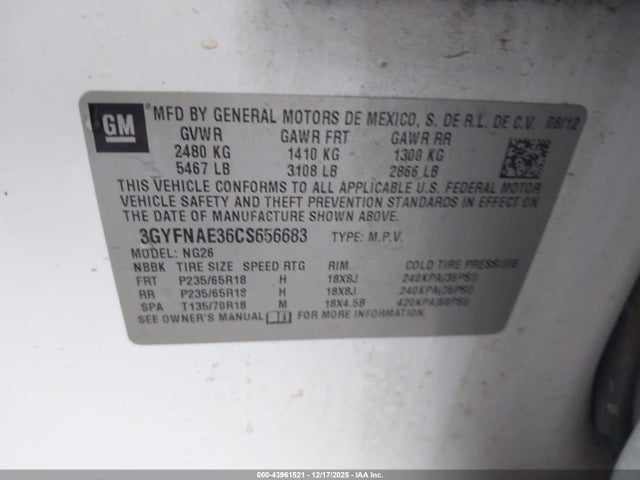 GM MFD BY GENERAL MOTORS DE MEXICO, S. DE R.L. DE C.V. 08/12
GVWR GAWR FRT GAWR RR
2480 KG 1410 KG 1300 KG
5467 LB 3108 LB 2866 LB
THIS VEHICLE CONFORMS TO ALL APPLICABLE U.S. FEDERAL MOTOR
VEHICLE SAFETY AND THEFT PREVENTION STANDARDS IN EFFECT ON
THE DATE OF MANUFACTURE SHOWN ABOVE.
3GYFNAE36CS656683 TYPE: M.P.V.
MODEL: NG26
NBBK TIRE SIZE SPEED RTG RIM COLD TIRE PRESSURE
FRT P235/65R18 H 18X8J 240KPA(35PSI)
RR P235/65R18 H 18X8J 240KPA(35PSI)
SPA T135/70R18 M 18X4.5B 420KPA(60PSI)
SEE OWNER'S MANUAL FOR MORE INFORMATION.
000-43961521 - 12/17/2025 - IAAI.COM